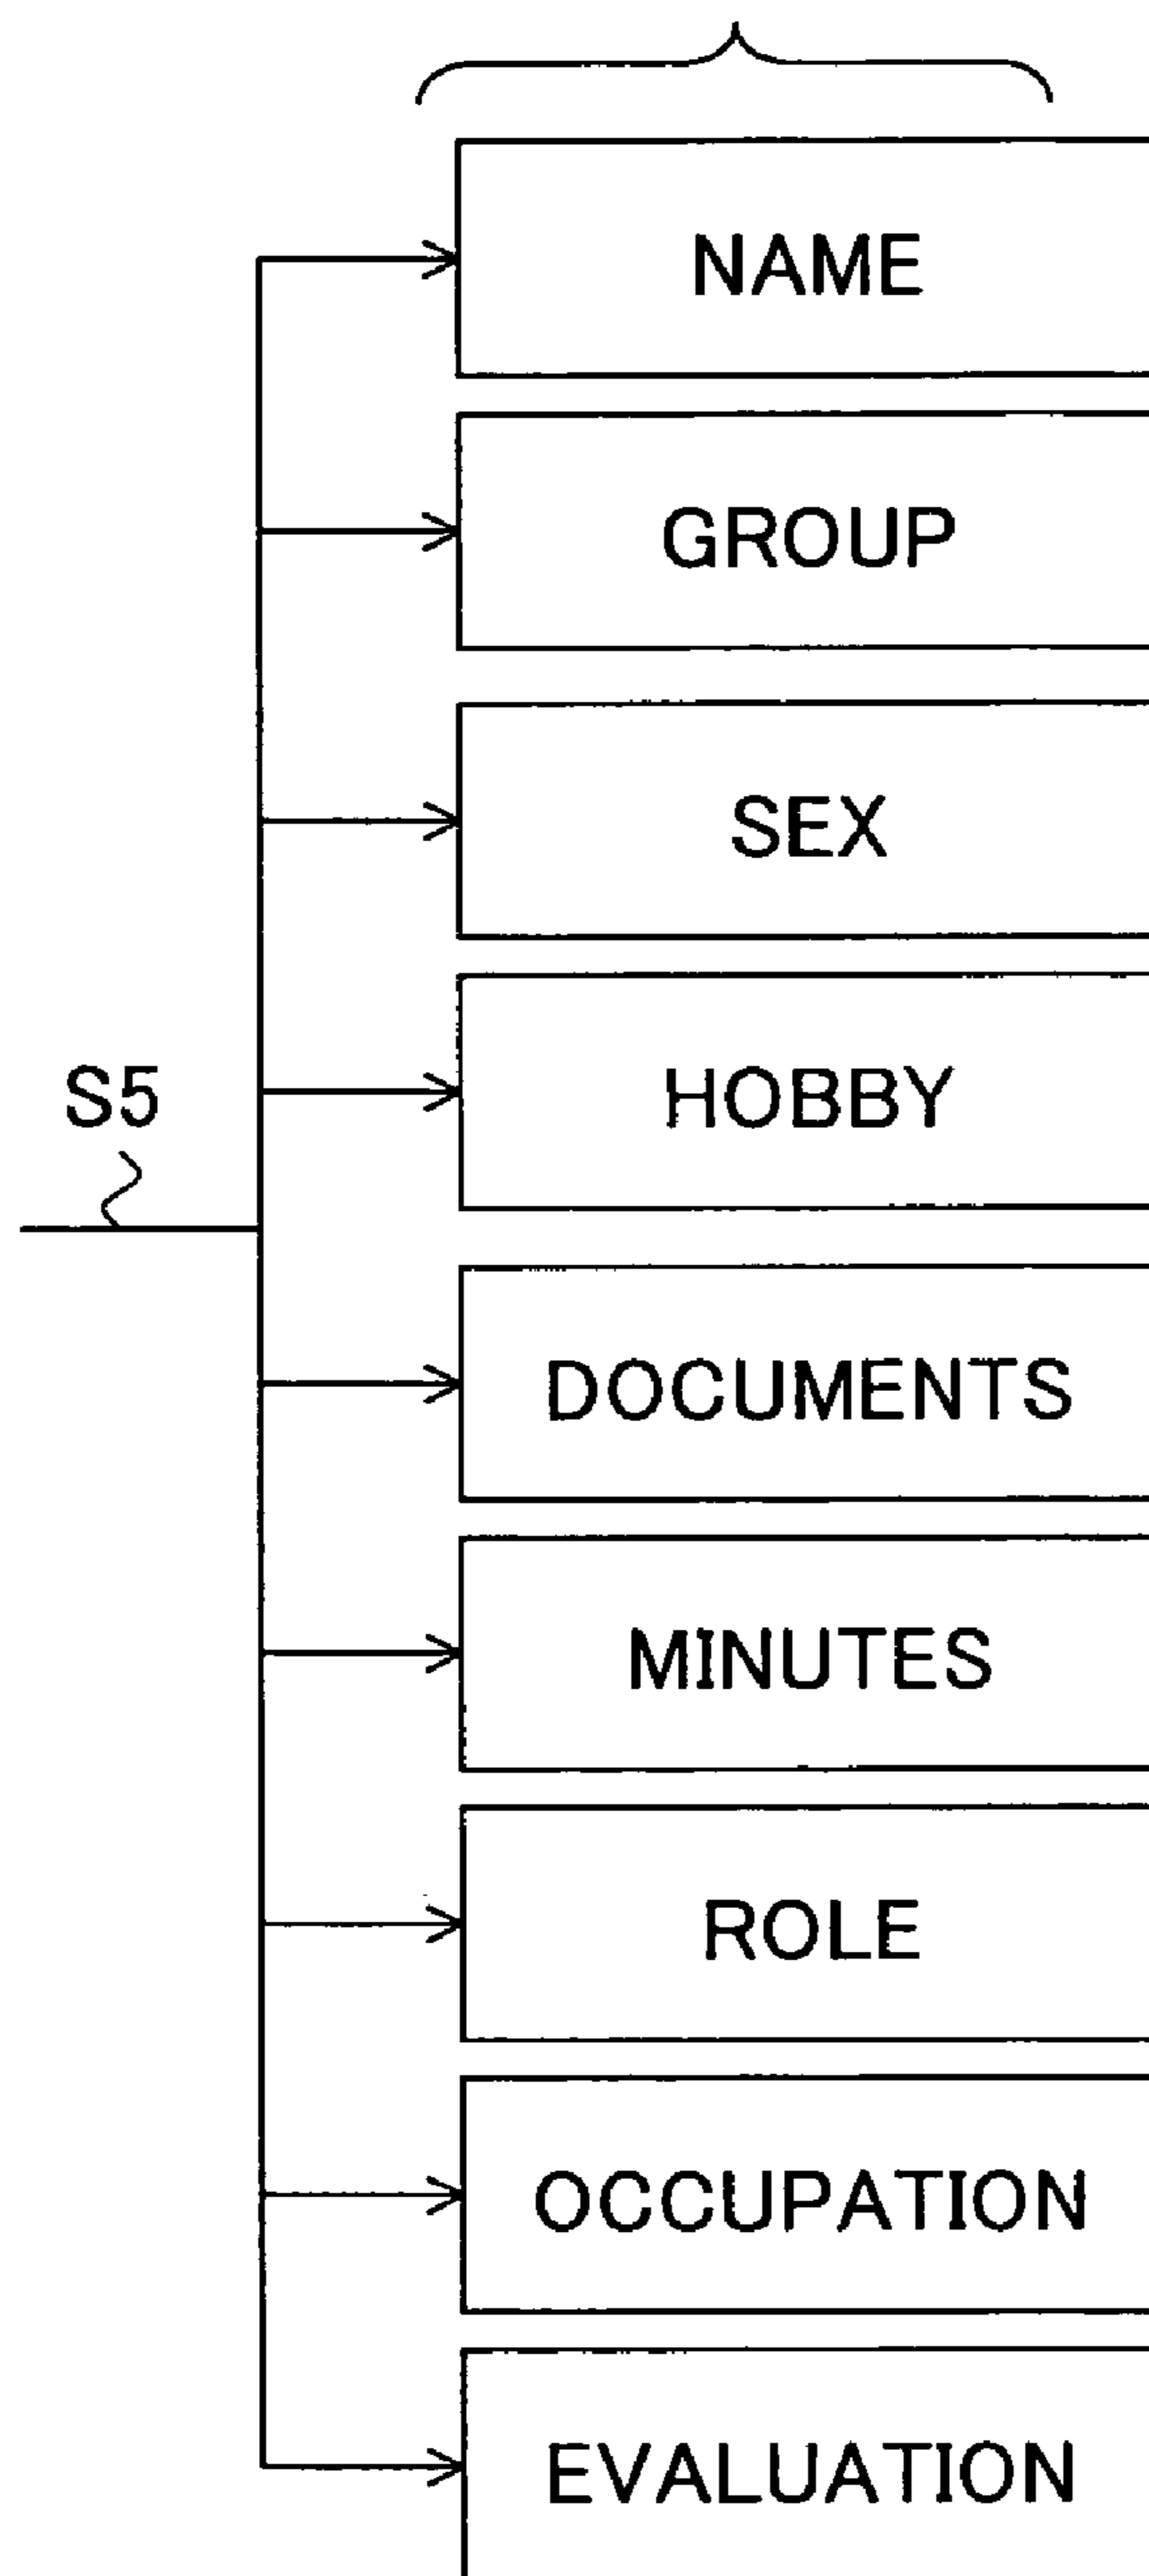 NAME
GROUP
SEX
HOBBY
S5
DOCUMENTS
MINUTES
ROLE
OCCUPATION
EVALUATION